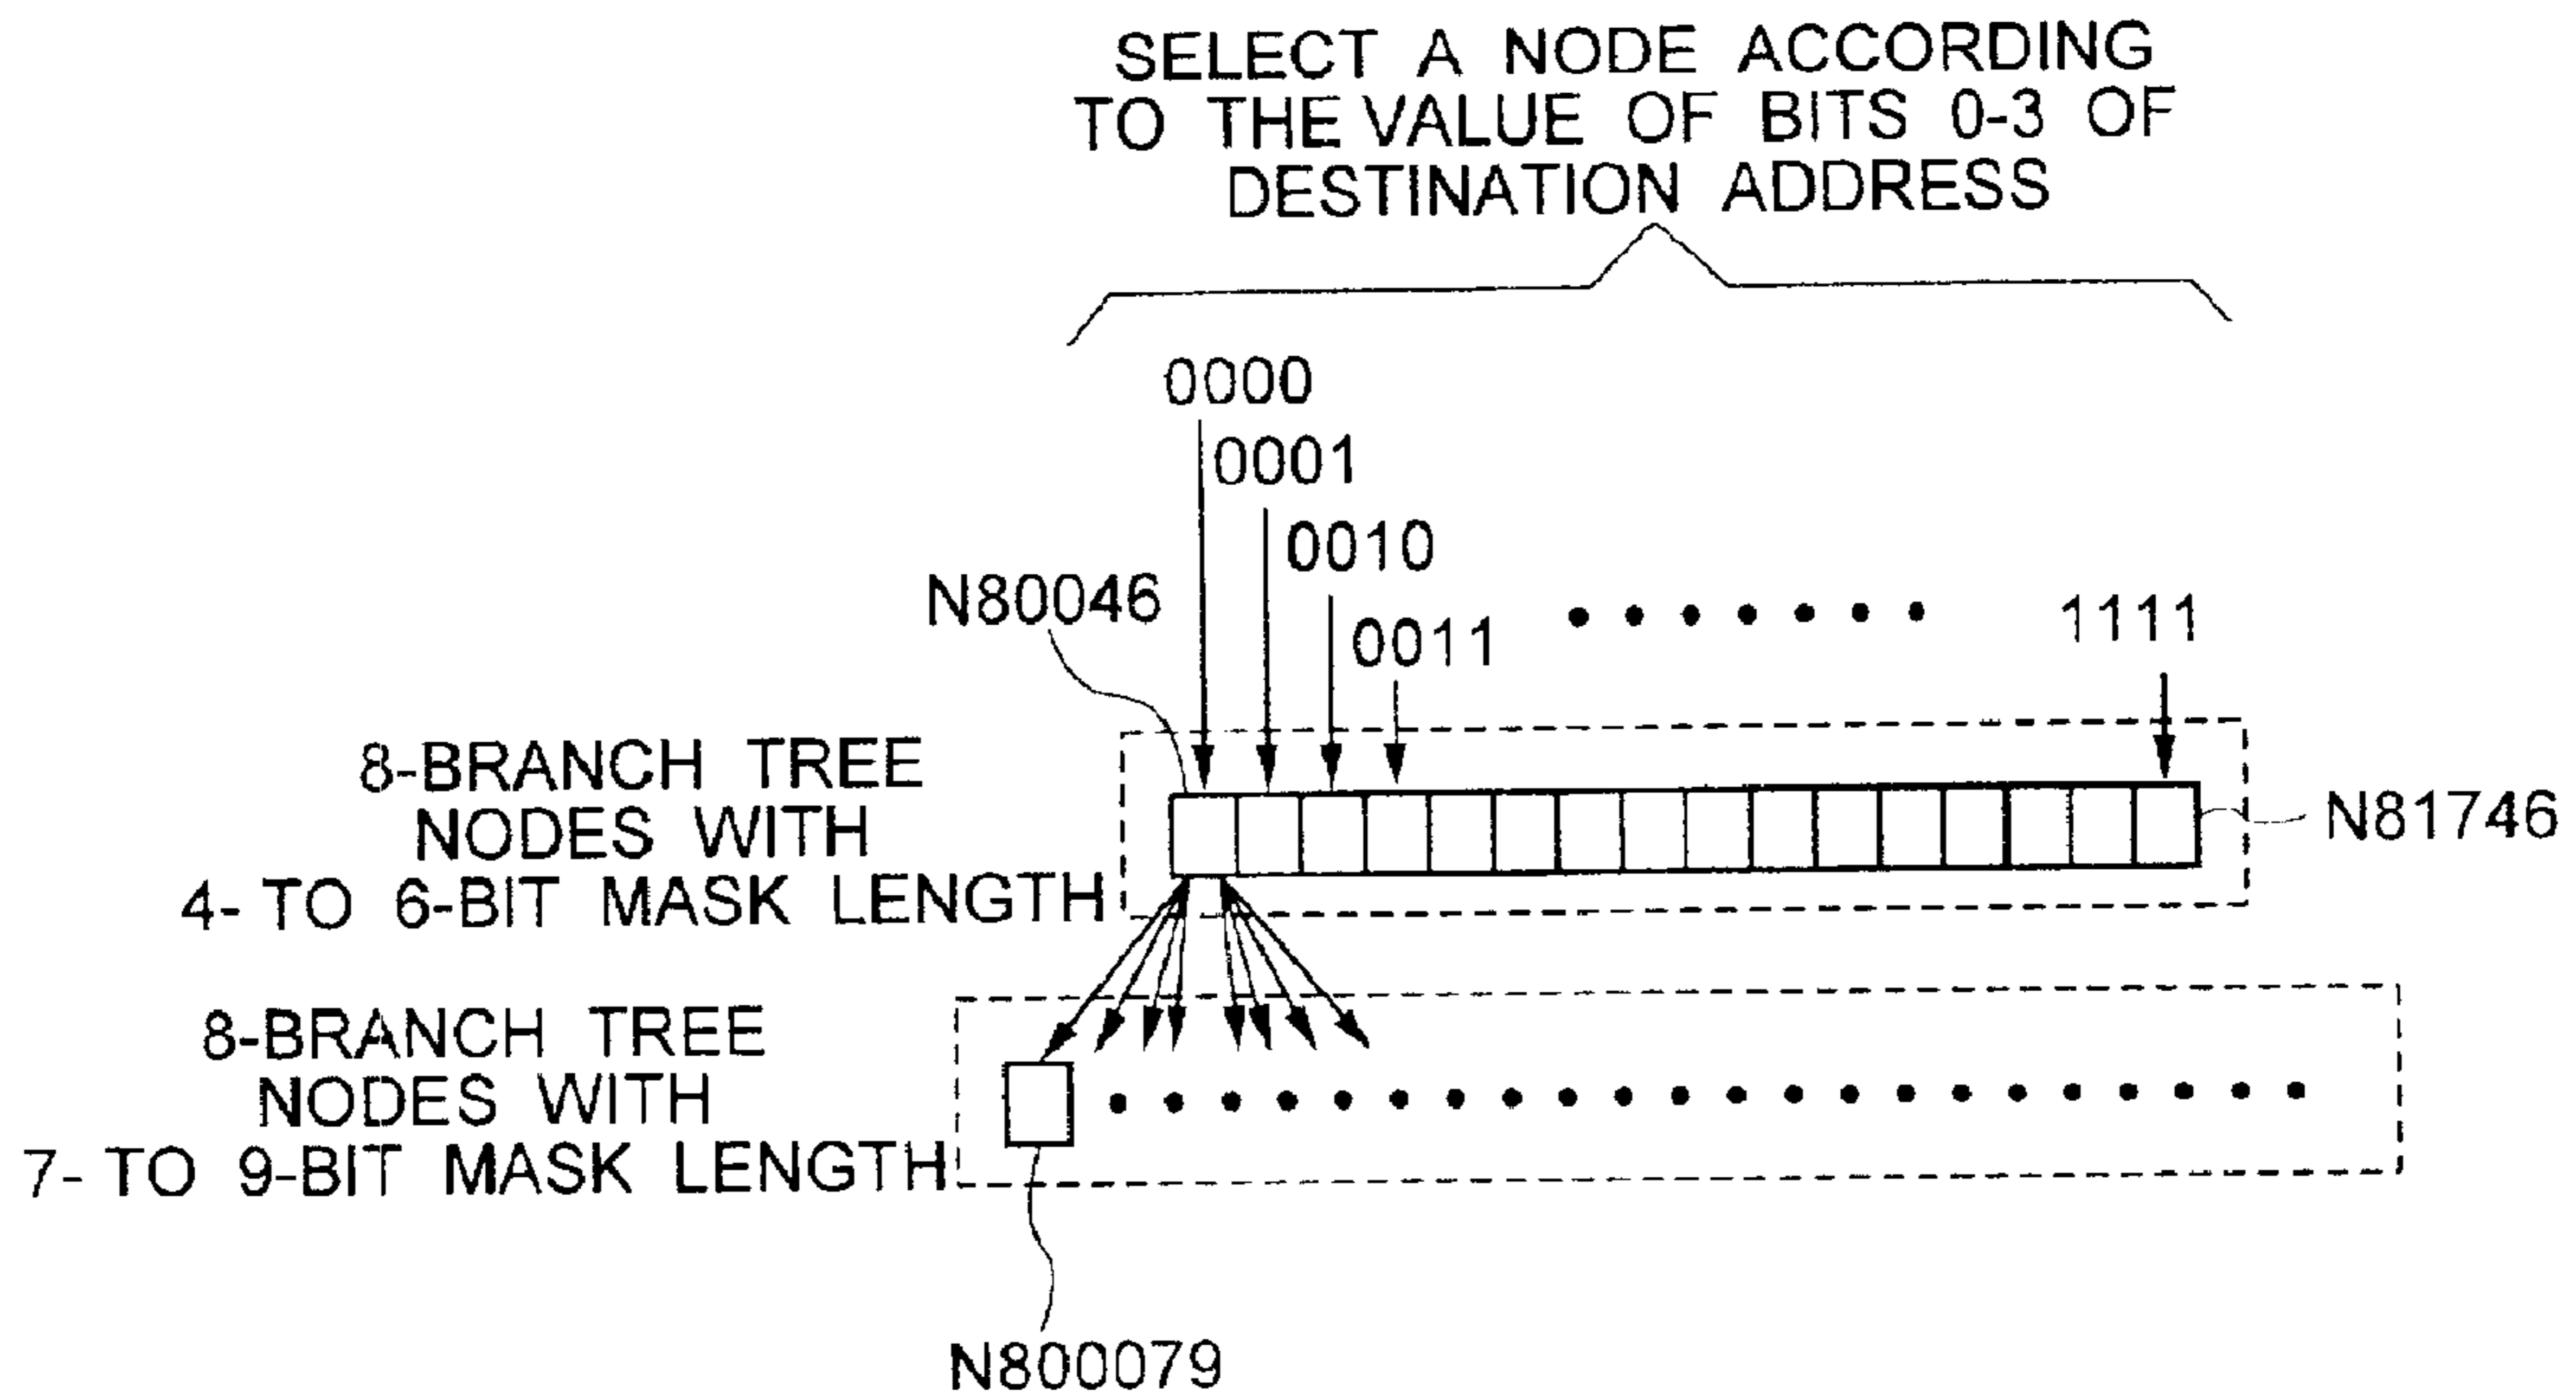 SELECT A NODE ACCORDING
TO THE VALUE OF BITS 0-3 OF
DESTINATION ADDRESS
0000
0001
0010
N80046
0011
1111
8-BRANCH TREE
NODES WITH
4- TO 6-BIT MASK LENGTH
N81746
8-BRANCH TREE
NODES WITH
7- TO 9-BIT MASK LENGTH
N800079